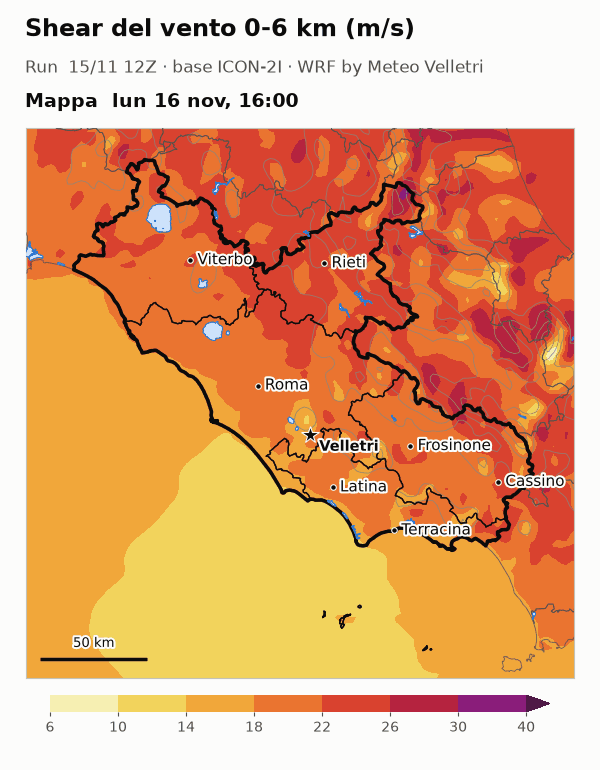 Shear del vento 0-6 km (m/s)
Run  15/11 12Z · base ICON-2I · WRF by Meteo Velletri
Mappa  lun 16 nov, 16:00
Viterbo
Rieti
Roma
Velletri
Frosinone
Cassino
Latina
Terracina
50 km
6 10 14 18 22 26 30 40